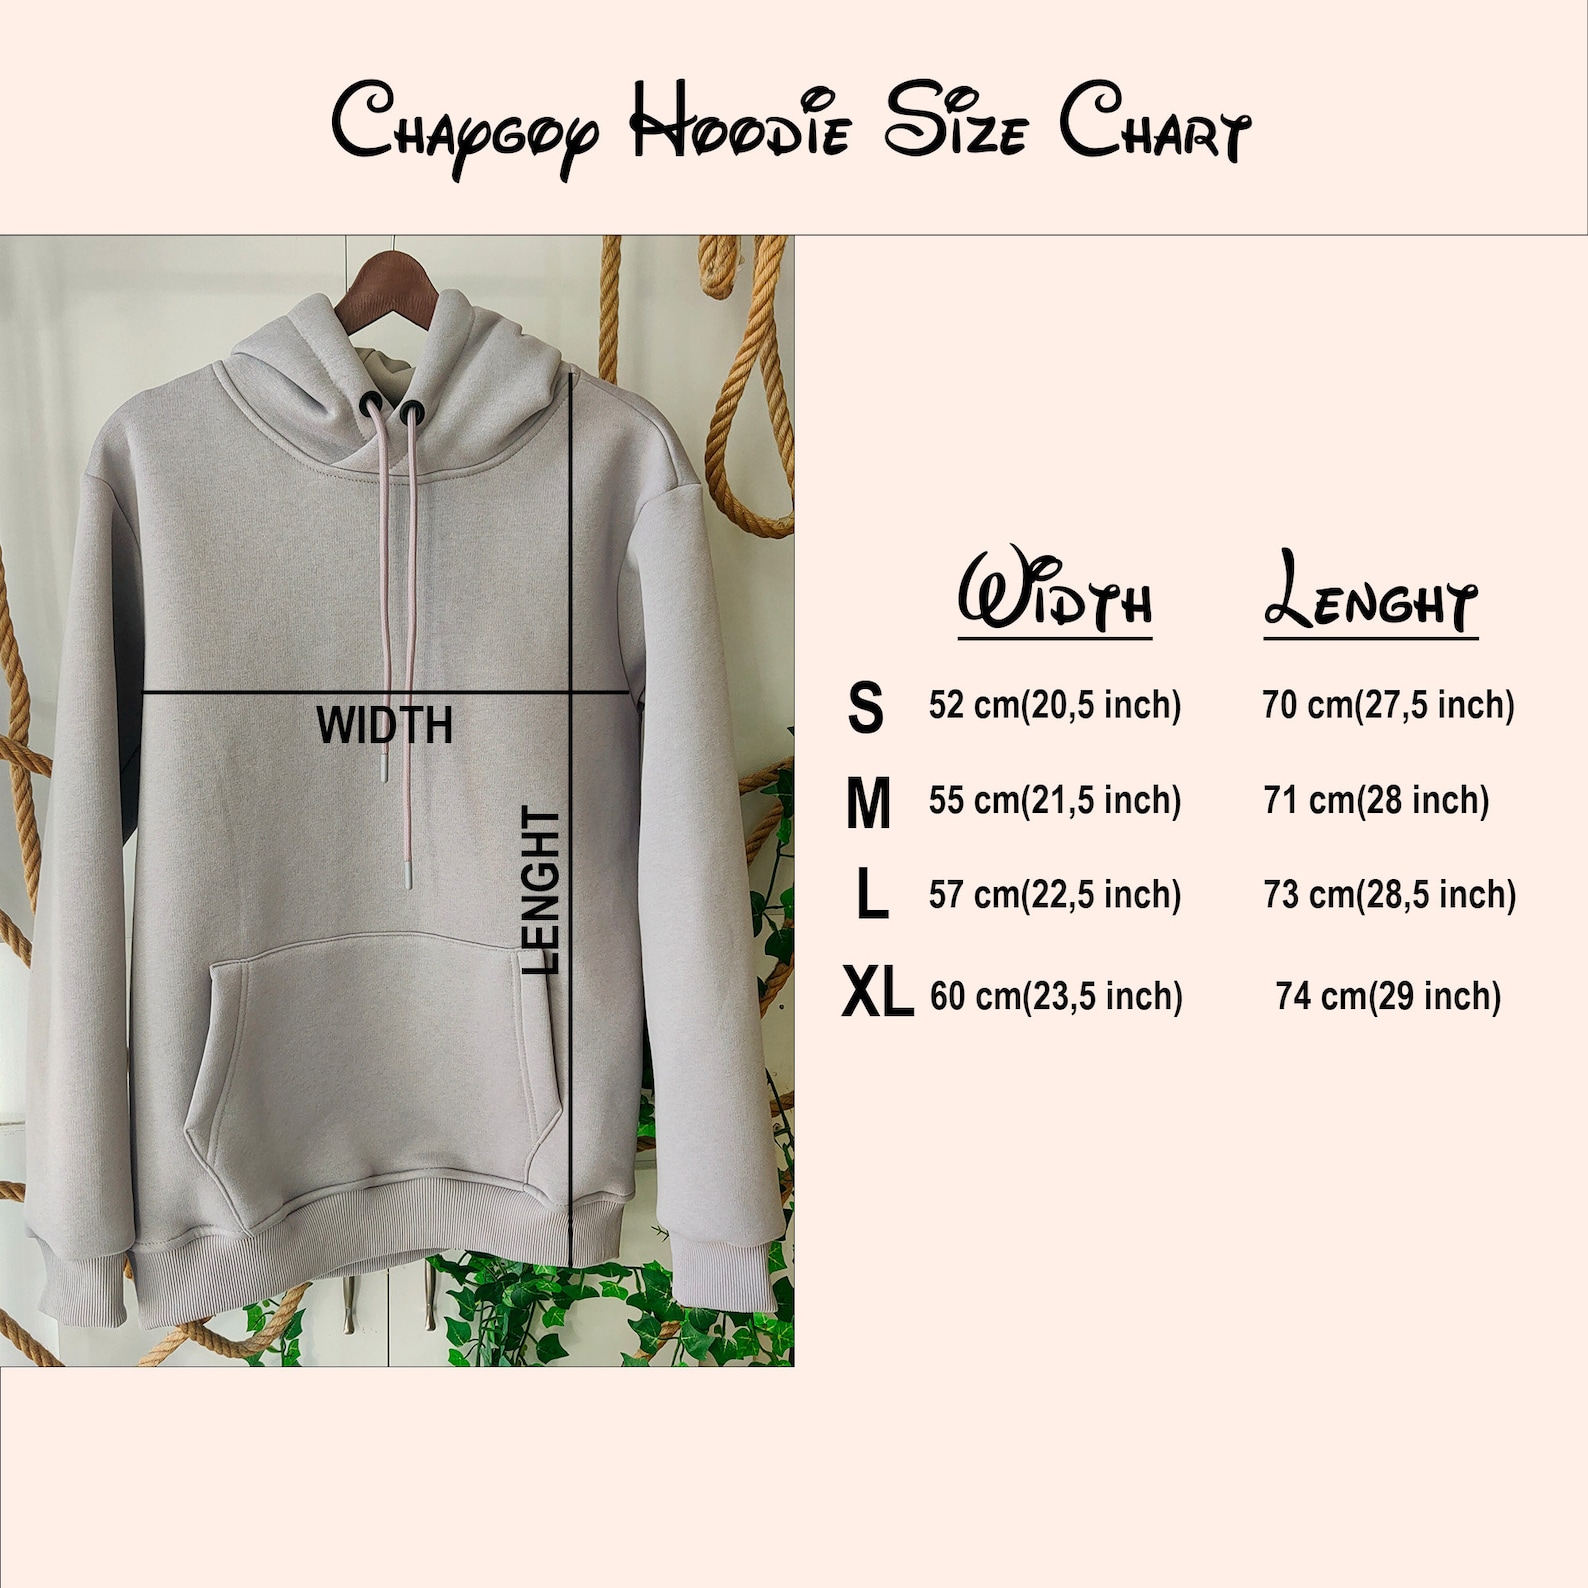 Chaygoy Hoodie Size Chart
WIDTH
LENGHT
Width Lenght
S 52 cm(20,5 inch) 70 cm(27,5 inch)
M 55 cm(21,5 inch) 71 cm(28 inch)
L 57 cm(22,5 inch) 73 cm(28,5 inch)
XL 60 cm(23,5 inch) 74 cm(29 inch)